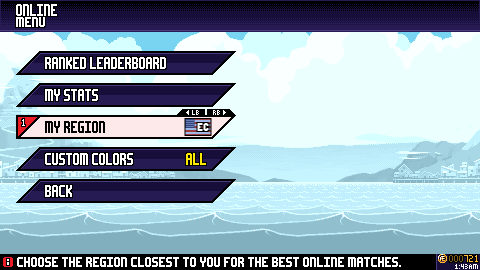 ONLINE
MENU
RANKED LEADERBOARD
MY STATS
LB RB
1 MY REGION EC
CUSTOM COLORS ALL
BACK
CHOOSE THE REGION CLOSEST TO YOU FOR THE BEST ONLINE MATCHES.
000721
1:43AM